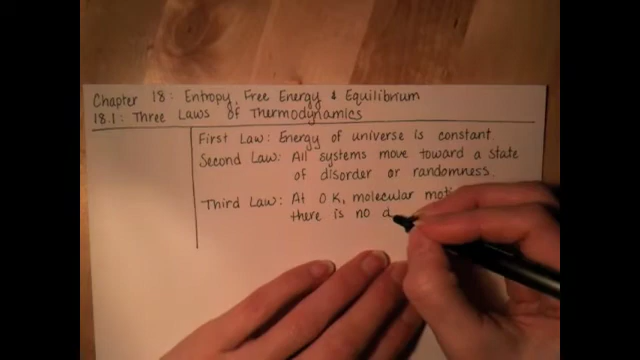 Chapter 18: Entropy, Free Energy & Equilibrium
18.1: Three Laws of Thermodynamics
First Law: Energy of universe is constant.
Second Law: All systems move toward a state
of disorder or randomness.
Third Law: At 0 K, molecular
there is no d